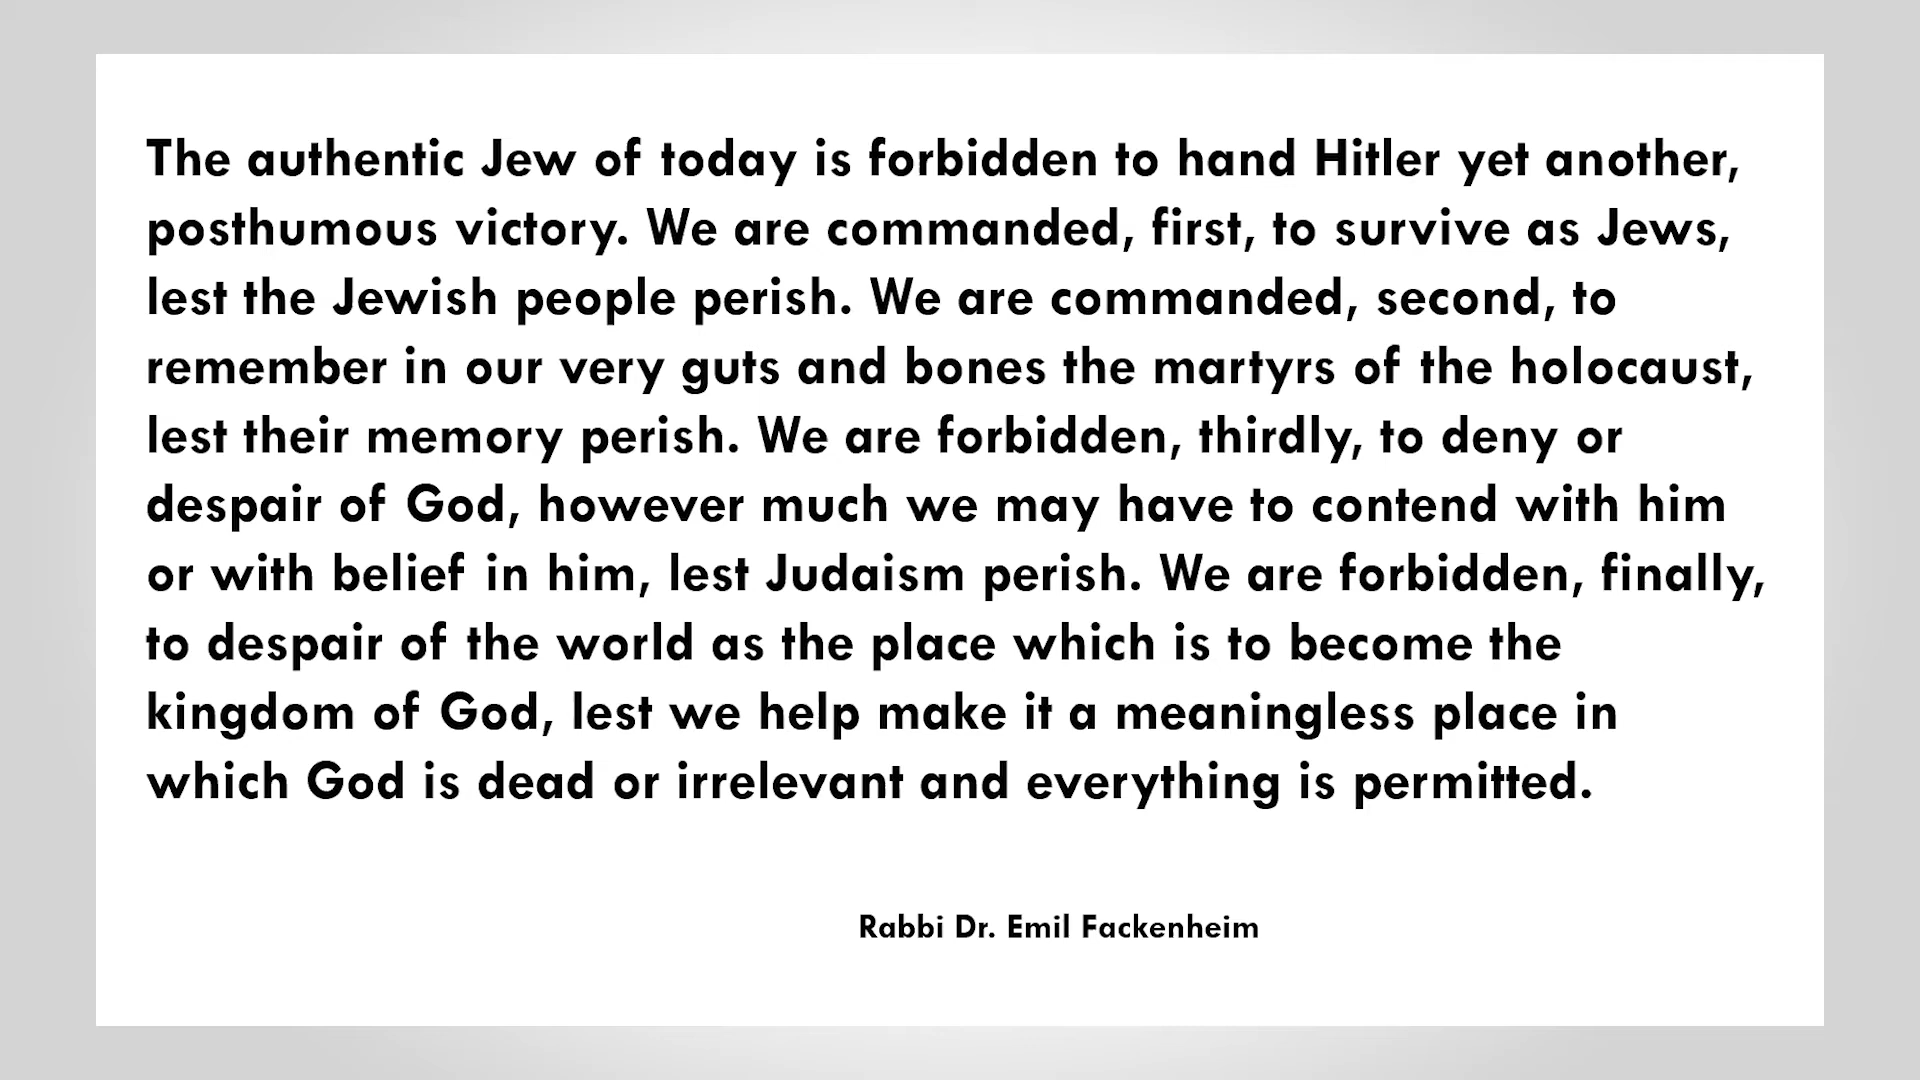 The authentic Jew of today is forbidden to hand Hitler yet another,
posthumous victory. We are commanded, first, to survive as Jews,
lest the Jewish people perish. We are commanded, second, to
remember in our very guts and bones the martyrs of the holocaust,
lest their memory perish. We are forbidden, thirdly, to deny or
despair of God, however much we may have to contend with him
or with belief in him, lest Judaism perish. We are forbidden, finally,
to despair of the world as the place which is to become the
kingdom of God, lest we help make it a meaningless place in
which God is dead or irrelevant and everything is permitted.
Rabbi Dr. Emil Fackenheim